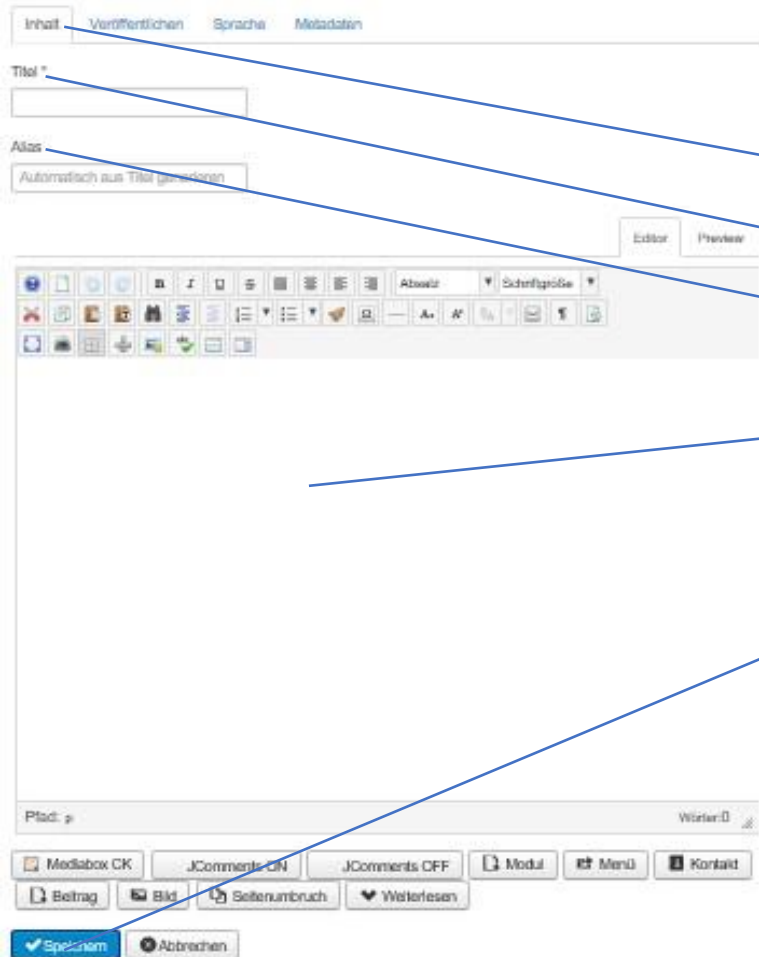 Inhalt Veröffentlichen Sprache Metadaten
Titel *
Alias
Automatisch aus Titel generieren
Editor Preview
B I U S Absatz Schriftgröße
Pfad: p Wörter:0
Mediabox CK JComments ON JComments OFF Modul Menü Kontakt
Beitrag Bild Seitenumbruch Weiterlesen
Speichern Abbrechen